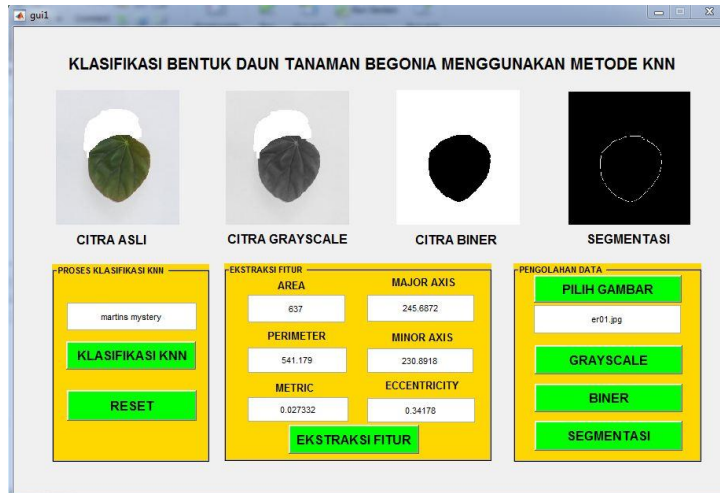 gui1
KLASIFIKASI BENTUK DAUN TANAMAN BEGONIA MENGGUNAKAN METODE KNN
CITRA ASLI
CITRA GRAYSCALE
CITRA BINER
SEGMENTASI
PROSES KLASIFIKASI KNN
martins mystery
KLASIFIKASI KNN
RESET
EKSTRAKSI FITUR
AREA
MAJOR AXIS
637
245.6872
PERIMETER
MINOR AXIS
541.179
230.8918
METRIC
ECCENTRICITY
0.027332
0.34178
EKSTRAKSI FITUR
PENGOLAHAN DATA
PILIH GAMBAR
er01.jpg
GRAYSCALE
BINER
SEGMENTASI